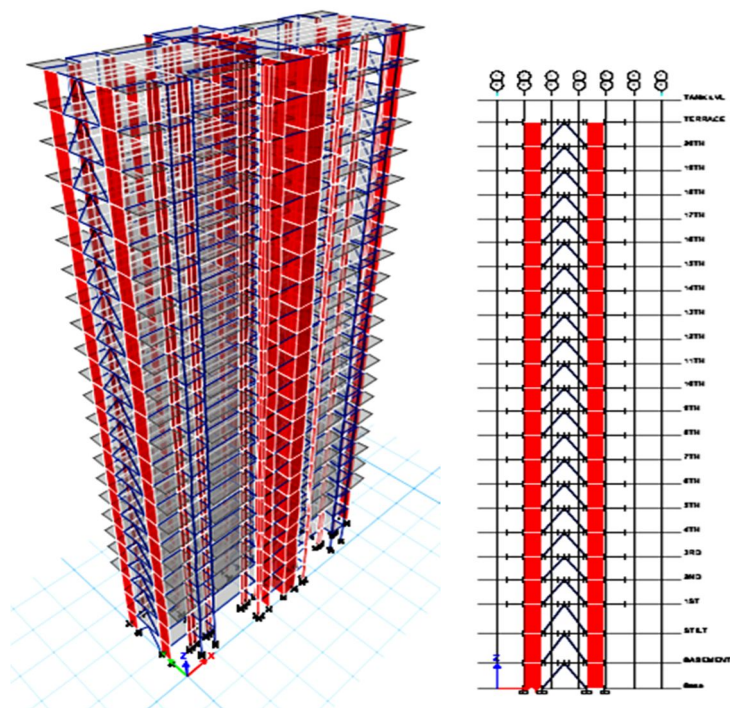 TANK LVL
TERRACE
20TH
19TH
18TH
17TH
16TH
15TH
14TH
13TH
12TH
11TH
10TH
9TH
8TH
7TH
6TH
5TH
4TH
3RD
2ND
1ST
STILT
BASEMENT
Base
Z
X
Z